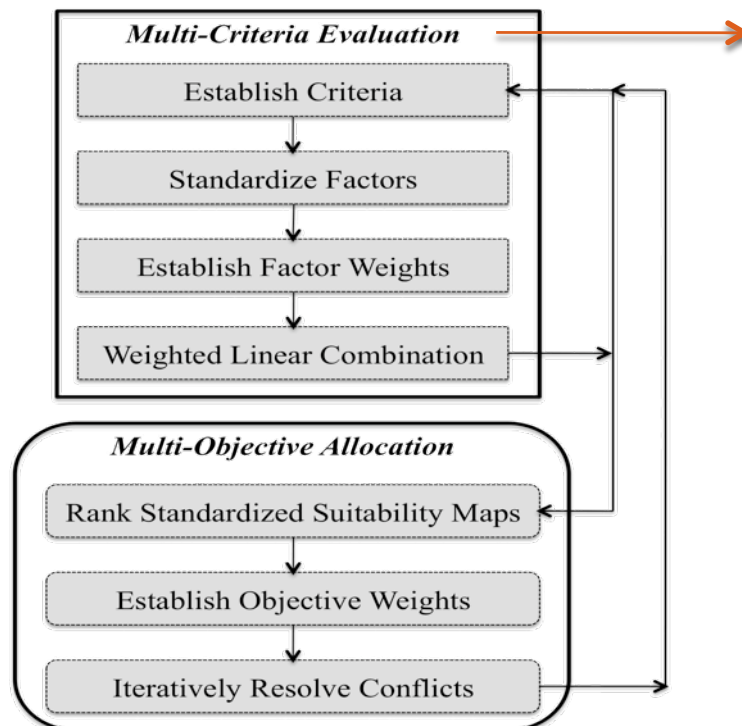 Multi-Criteria Evaluation
Establish Criteria
Standardize Factors
Establish Factor Weights
Weighted Linear Combination
Multi-Objective Allocation
Rank Standardized Suitability Maps
Establish Objective Weights
Iteratively Resolve Conflicts